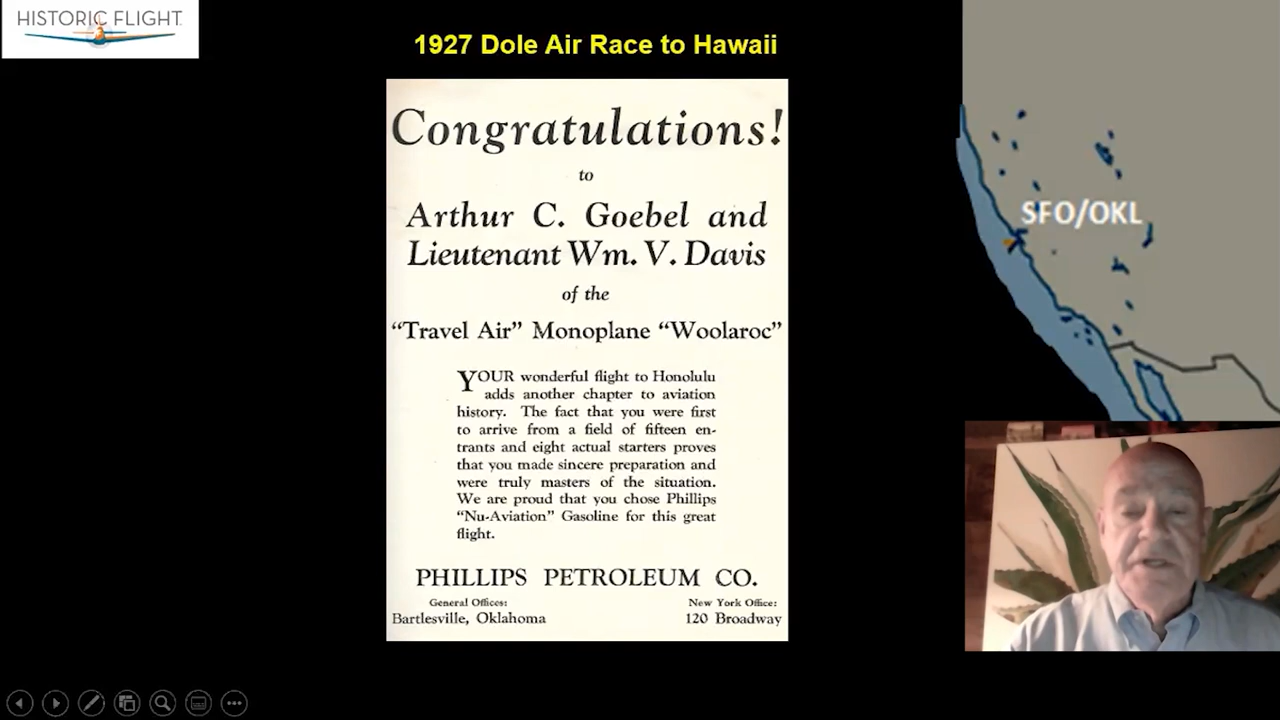 HISTORIC FLIGHT
1927 Dole Air Race to Hawaii
Congratulations!
to
Arthur C. Goebel and
Lieutenant Wm. V. Davis
of the
“Travel Air” Monoplane “Woolaroc”
YOUR wonderful flight to Honolulu
adds another chapter to aviation
history. The fact that you were first
to arrive from a field of fifteen en-
trants and eight actual starters proves
that you made sincere preparation and
were truly masters of the situation.
We are proud that you chose Phillips
“Nu-Aviation” Gasoline for this great
flight.
PHILLIPS PETROLEUM CO.
General Offices:
Bartlesville, Oklahoma
New York Office:
120 Broadway
SFO/OKL